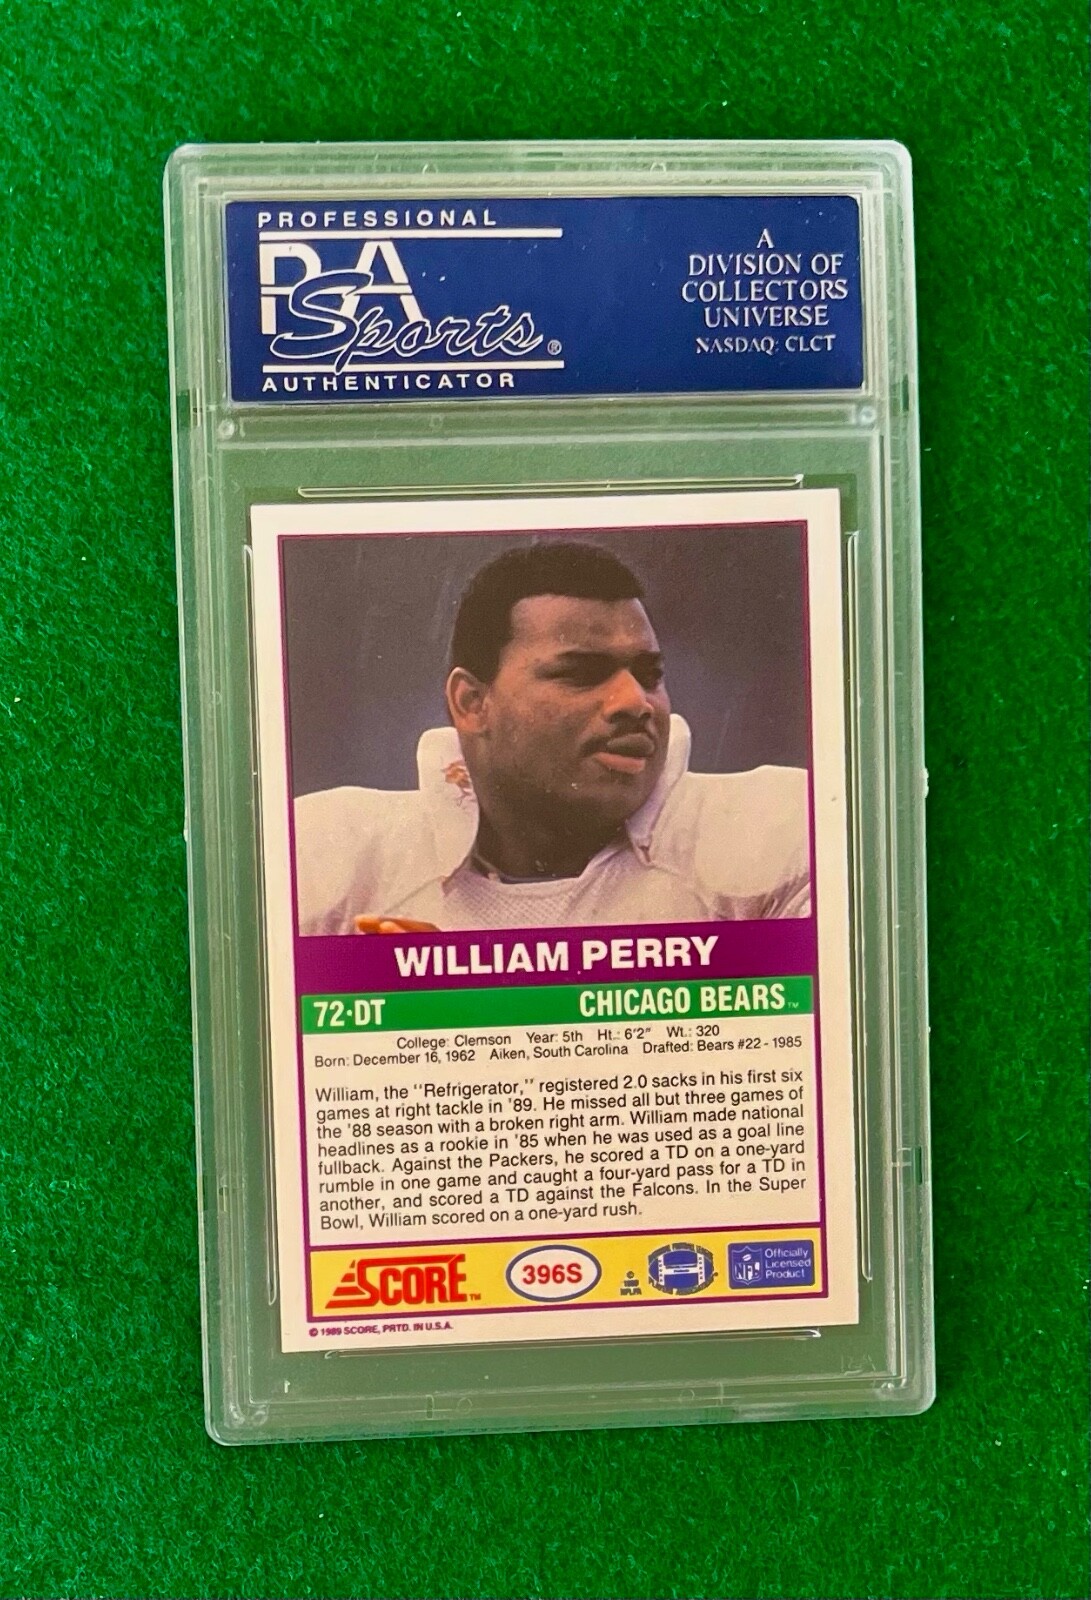 PROFESSIONAL
PSA
Sports®
AUTHENTICATOR
A
DIVISION OF
COLLECTORS
UNIVERSE
NASDAQ: CLCT
WILLIAM PERRY
72·DT CHICAGO BEARS™
College: Clemson Year: 5th Ht.: 6'2" Wt.: 320
Born: December 16, 1962 Aiken, South Carolina Drafted: Bears #22 - 1985
William, the "Refrigerator," registered 2.0 sacks in his first six
games at right tackle in '89. He missed all but three games of
the '88 season with a broken right arm. William made national
headlines as a rookie in '85 when he was used as a goal line
fullback. Against the Packers, he scored a TD on a one-yard
rumble in one game and caught a four-yard pass for a TD in
another, and scored a TD against the Falcons. In the Super
Bowl, William scored on a one-yard rush.
SCORE™
396S
©
1989
NFLPA
NFL
Officially
Licensed
Product
© 1989 SCORE, PRTD. IN U.S.A.